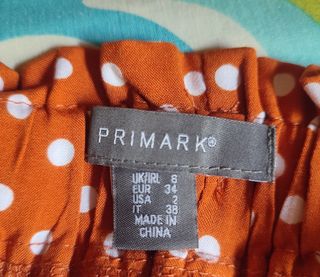 PRIMARK®
UK/IRL 6
EUR 34
USA 2
IT 38
MADE IN
CHINA